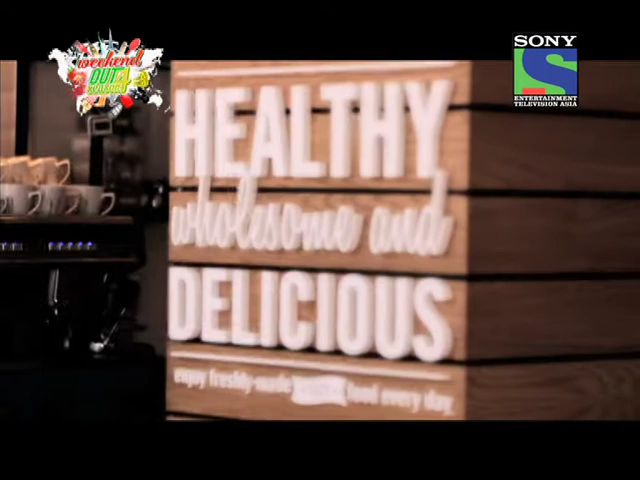 weekend
OUT
SONY
ENTERTAINMENT
TELEVISION ASIA
HEALTHY
wholesome and
DELICIOUS
enjoy freshly-made food every day